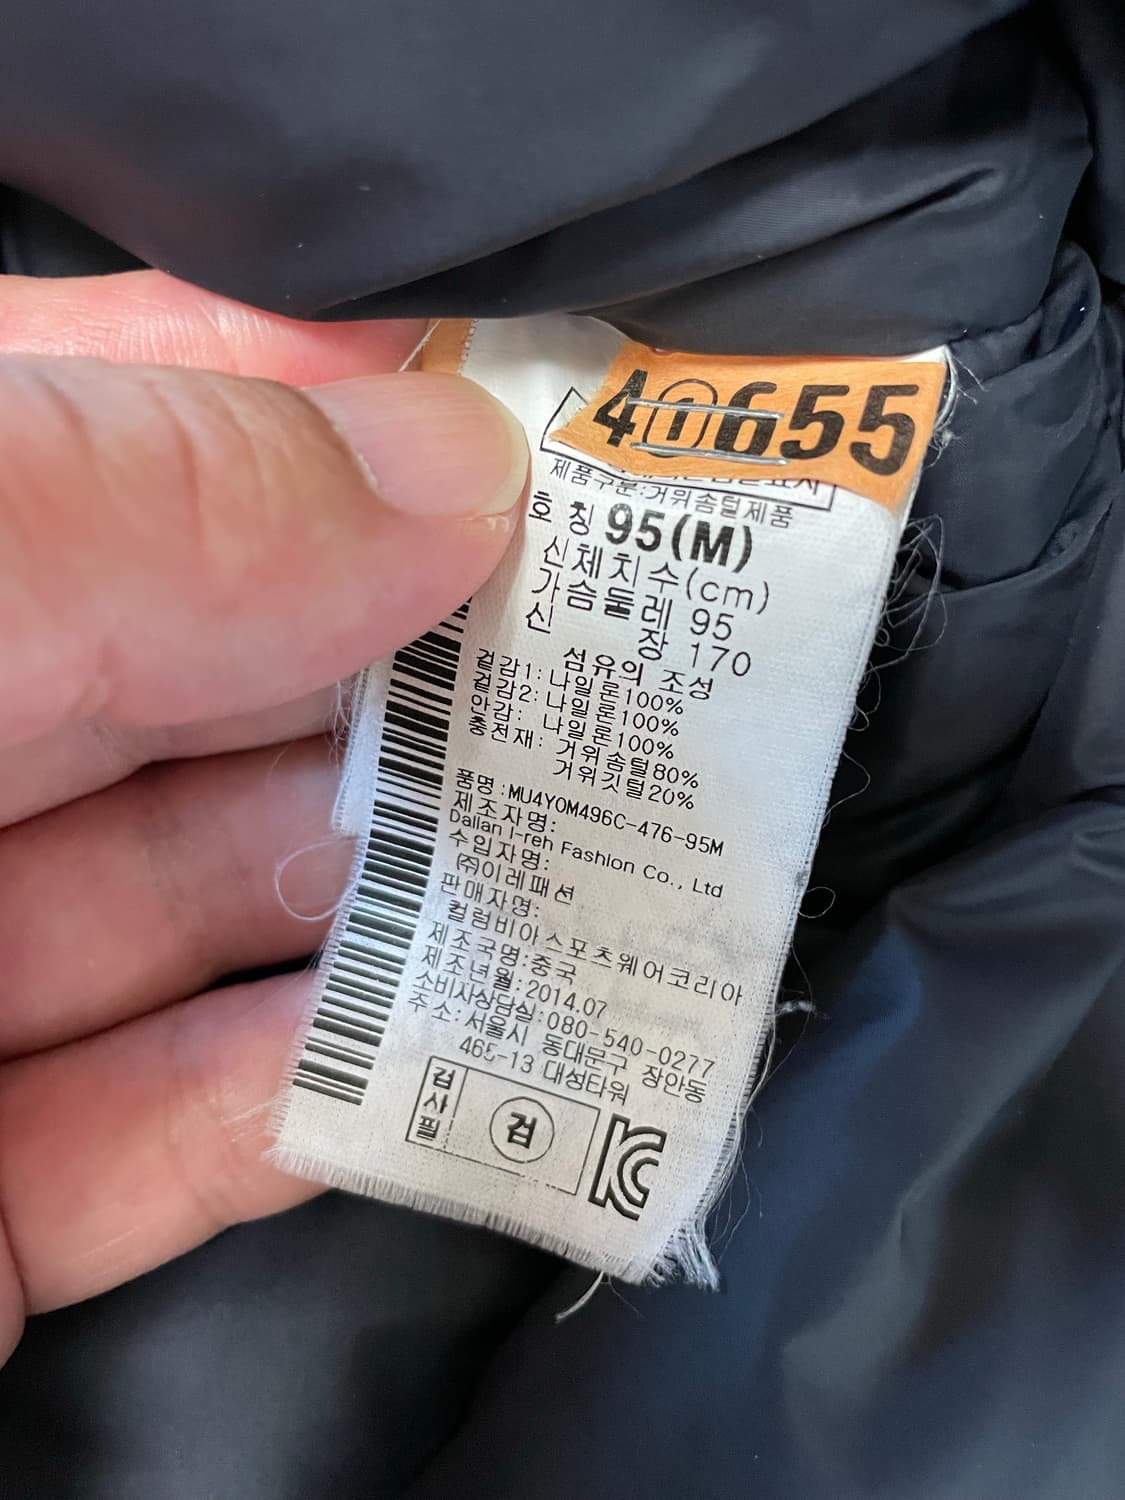 4①655
제품구분:거위솜털제품
호 칭 95(M)
신체치수(cm)
가슴둘레 95
신 장 170
섬유의 조성
겉감1: 나일론100%
겉감2: 나일론100%
안감: 나일론100%
충전재: 거위솜털80%
거위깃털20%
품명:MU4YOM496C-476-95M
제조자명:
Dalian I-reh Fashion Co., Ltd
수입자명:
㈜이레패션
판매자명:
컬럼비아스포츠웨어코리아
제조국명:중국
제조년월:2014.07
소비자상담실:080-540-0277
주소:서울시 동대문구 장안동
465-13 대성타워
검사필
검
KC